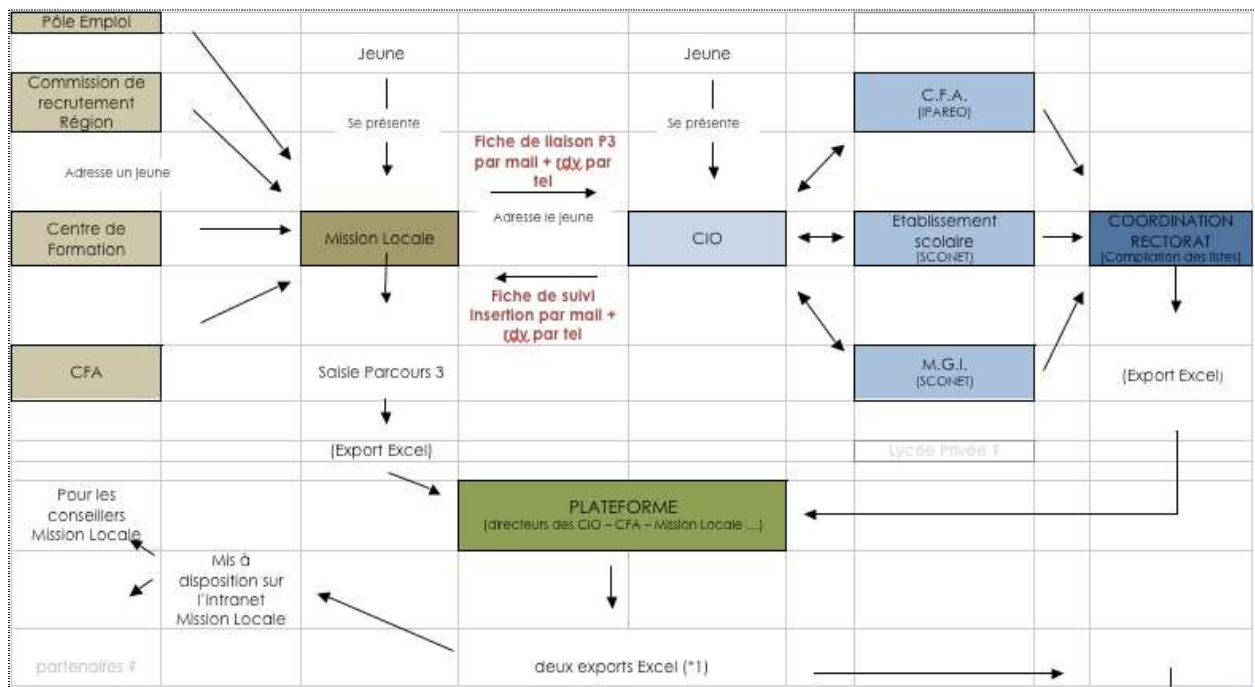 Pôle Emploi
Jeune
Jeune
Commission de
recrutement
Région
C.F.A.
(IPAREO)
Se présente
Se présente
Fiche de liaison P3
par mail + rdv par
tel
Adresse un jeune
Adresse le jeune
Centre de
Formation
Mission Locale
CIO
Etablissement
scolaire
(SCONET)
COORDINATION
RECTORAT
(Compilation des listes)
Fiche de suivi
Insertion par mail +
rdv par tel
CFA
Saisie Parcours 3
M.G.I.
(SCONET)
(Export Excel)
(Export Excel)
Lycée Privée ?
Pour les
conseillers
Mission Locale
PLATEFORME
(directeurs des CIO – CFA – Mission Locale ...)
Mis à
disposition sur
l'intranet
Mission Locale
partenaires ?
deux exports Excel (*1)